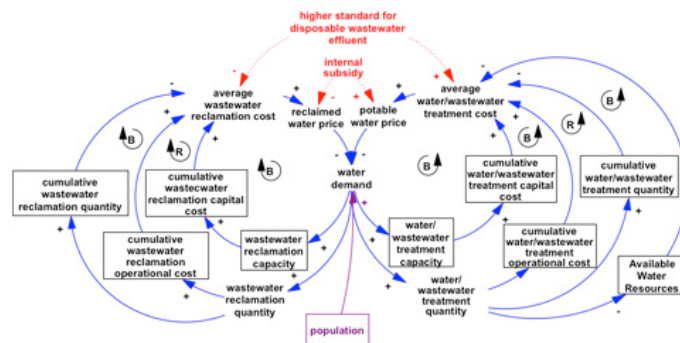 higher standard for
disposable wastewater
effluent
internal
subsidy
average
wastewater
reclamation cost
reclaimed
water price
potable
water price
average
water/wastewater
treatment cost
B
R
B
B
B
R
B
water
demand
cumulative
wastewater
reclamation quantity
cumulative
wastecwater
reclamation capital
cost
cumulative water/wastewater
treatment capital
cost
cumulative
water/wastewater
treatment quantity
cumulative
wastewater
reclamation operational cost
wastewater
reclamation
capacity
water/
wastewater
treatment
capacity
cumulative
water/wastewater
treatment
operational cost
Available
Water
Resources
wastewater
reclamation
quantity
water/
wastewater
treatment
quantity
population